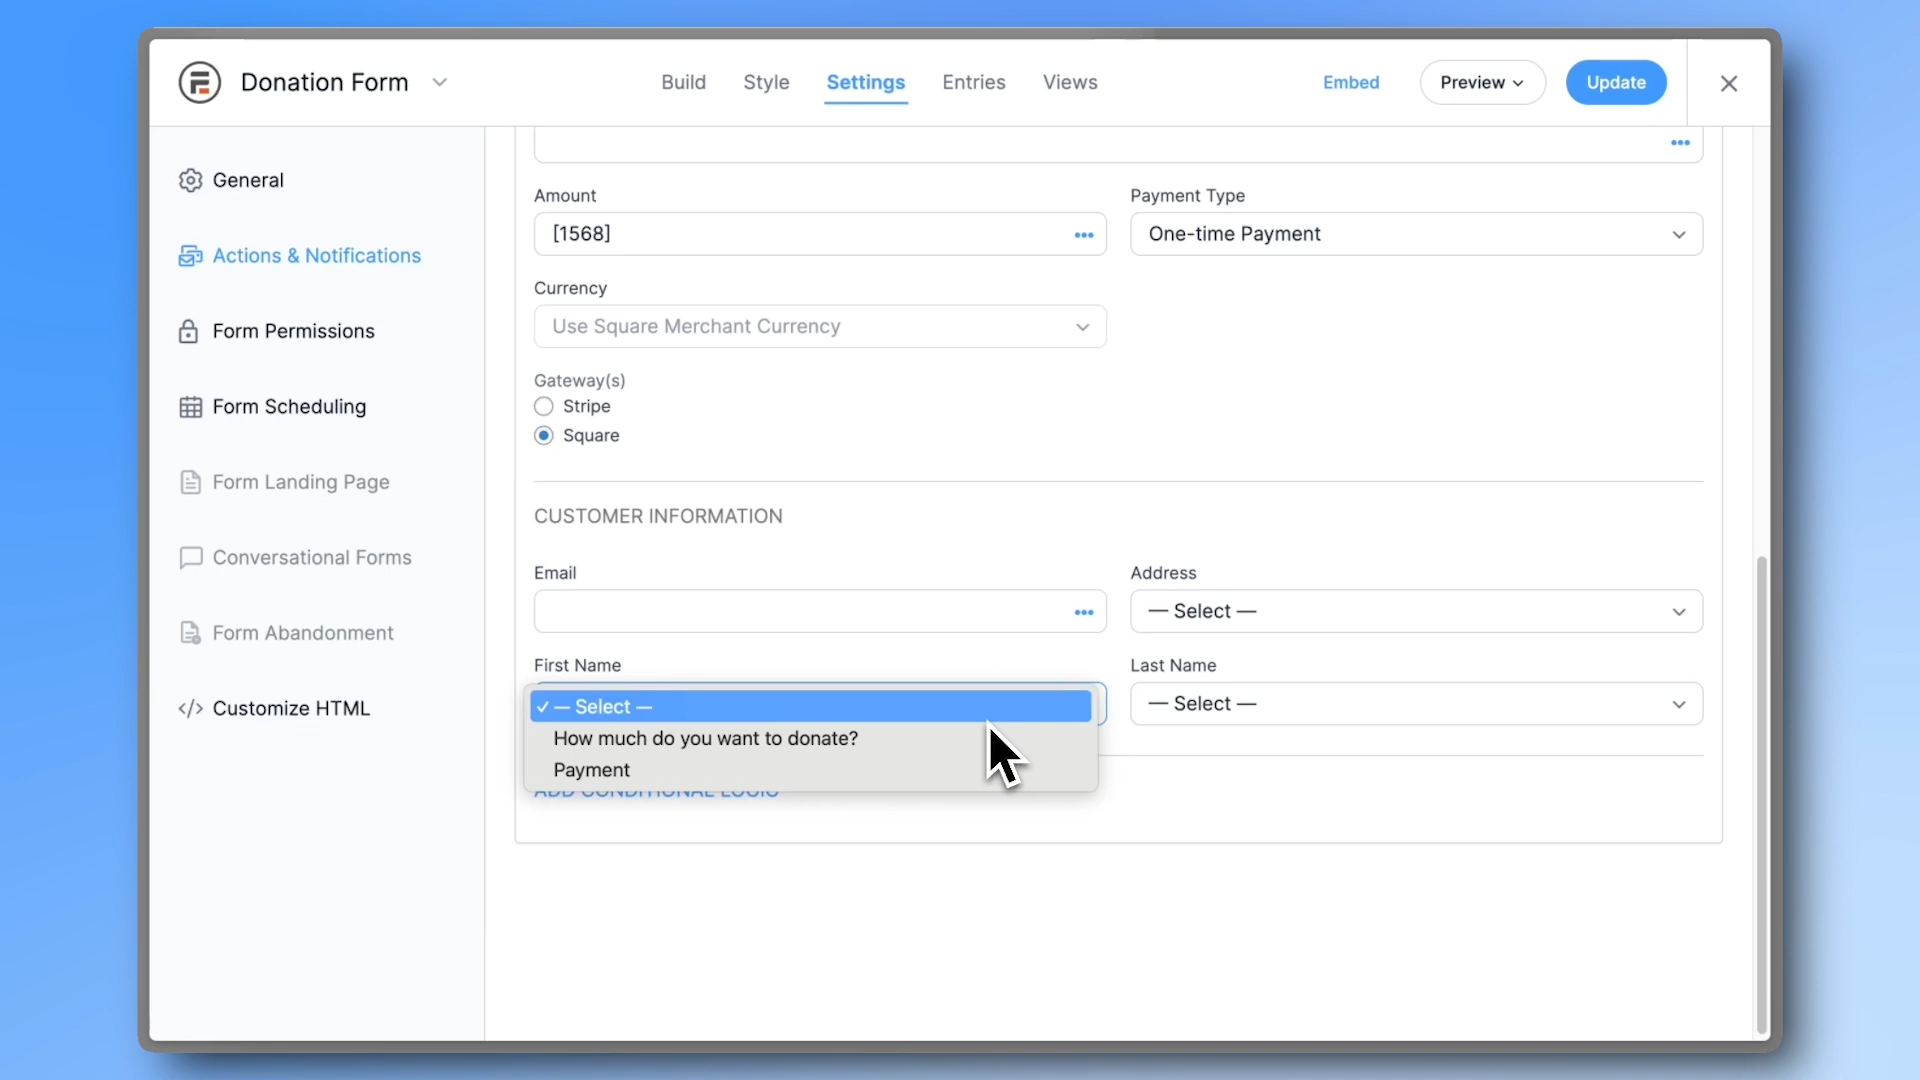 Donation Form
Build
Style
Settings
Entries
Views
Embed
Preview
Update
General
Actions & Notifications
Form Permissions
Form Scheduling
Form Landing Page
Conversational Forms
Form Abandonment
</> Customize HTML
Amount
Payment Type
[1568]
One-time Payment
Currency
Use Square Merchant Currency
Gateway(s)
Stripe
Square
CUSTOMER INFORMATION
Email
Address
— Select —
First Name
Last Name
✓ — Select —
— Select —
How much do you want to donate?
Payment
ADD CONDITIONAL LOGIC